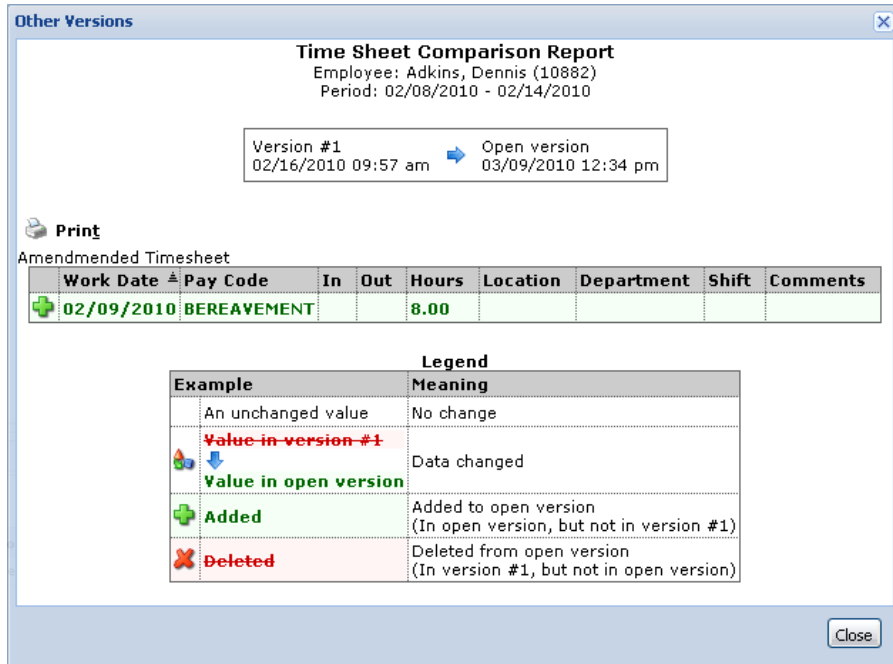 Other Versions
Time Sheet Comparison Report
Employee: Adkins, Dennis (10882)
Period: 02/08/2010 - 02/14/2010
Version #1 Open version
02/16/2010 09:57 am 03/09/2010 12:34 pm
Print
Amendmended Timesheet
Work Date Pay Code In Out Hours Location Department Shift Comments
02/09/2010 BEREAVEMENT 8.00
Legend
Example Meaning
An unchanged value No change
Value in version #1
Data changed
Value in open version
Added Added to open version
(In open version, but not in version #1)
Deleted Deleted from open version
(In version #1, but not in open version)
Close